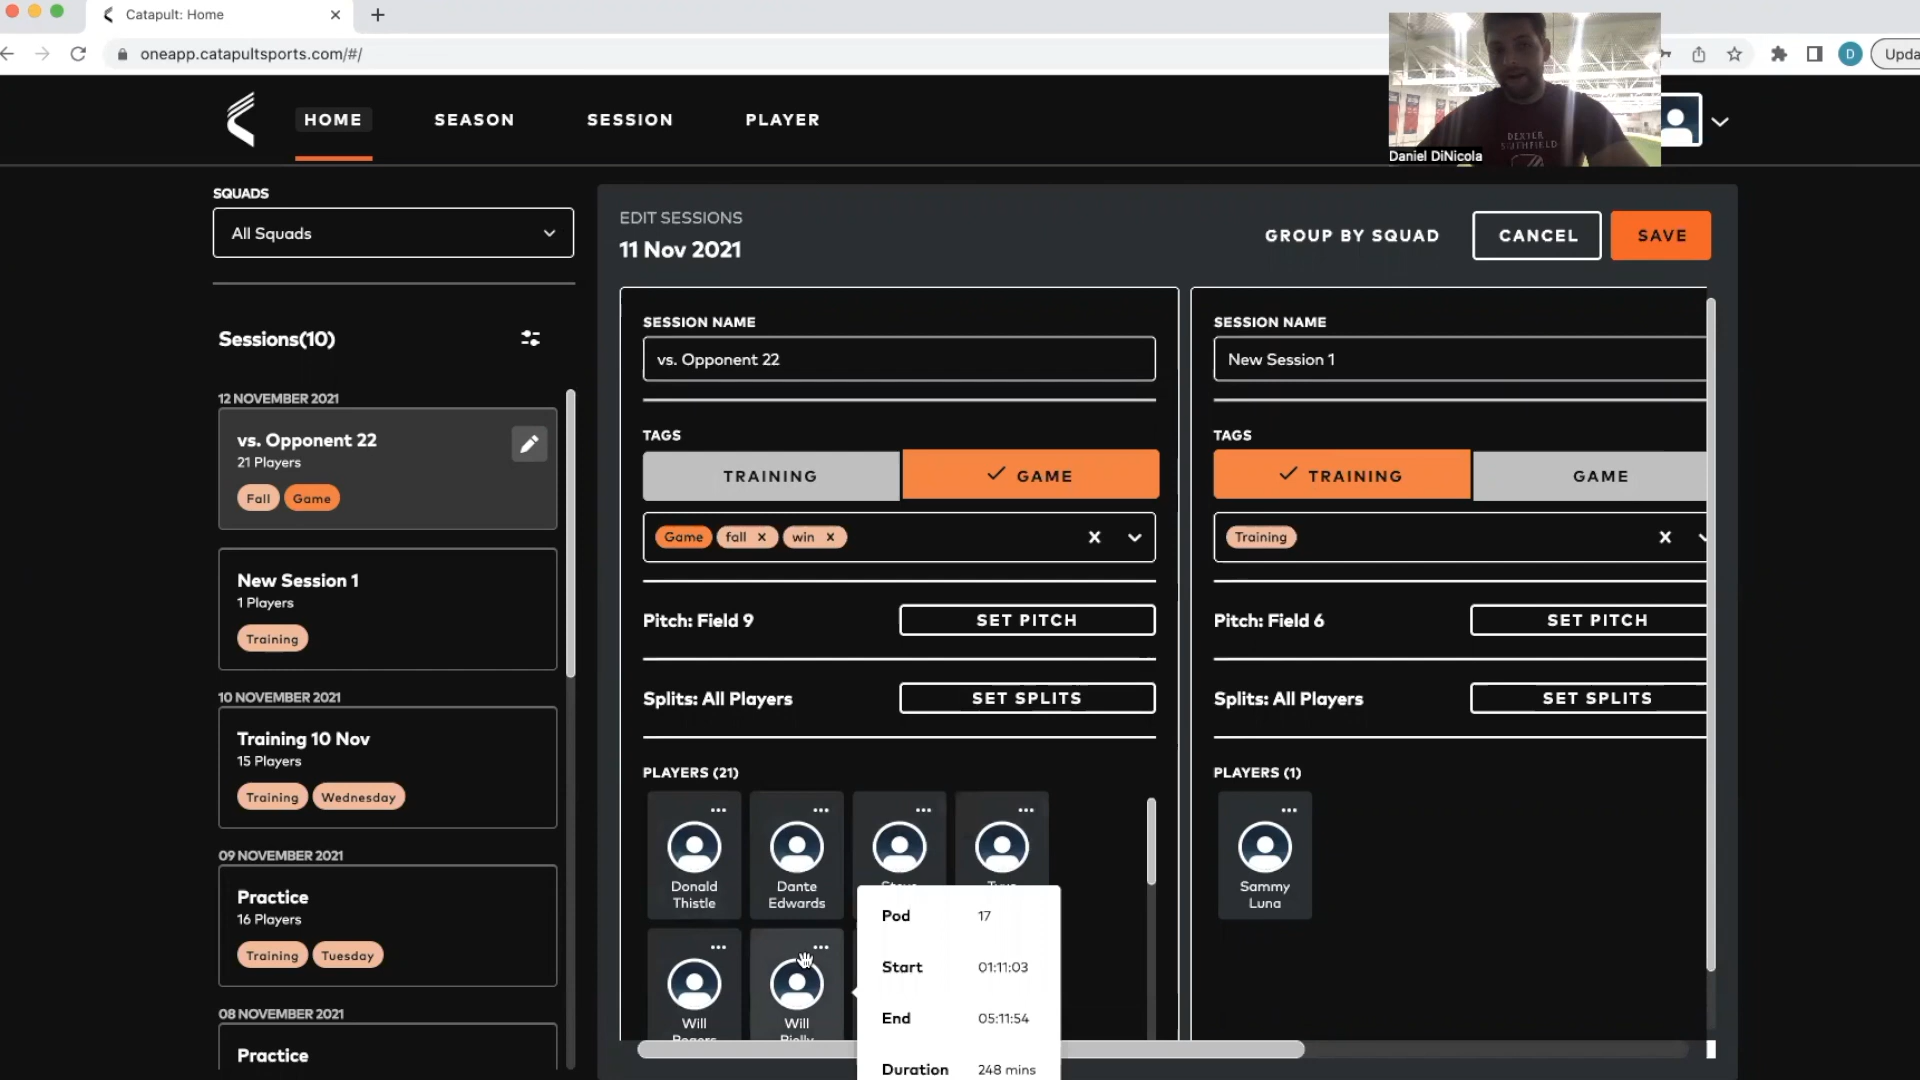 Catapult: Home
oneapp.catapultsports.com/#/
D
Upda
HOME
SEASON
SESSION
PLAYER
DEXTER
SOUTHFIELD
Daniel DiNicola
SQUADS
All Squads
Sessions(10)
12 NOVEMBER 2021
vs. Opponent 22
21 Players
Fall Game
New Session 1
1 Players
Training
10 NOVEMBER 2021
Training 10 Nov
15 Players
Training Wednesday
09 NOVEMBER 2021
Practice
16 Players
Training Tuesday
08 NOVEMBER 2021
Practice
EDIT SESSIONS
11 Nov 2021
GROUP BY SQUAD
CANCEL
SAVE
SESSION NAME
vs. Opponent 22
TAGS
TRAINING
GAME
Game fall win
Pitch: Field 9
SET PITCH
Splits: All Players
SET SPLITS
PLAYERS (21)
Donald
Thistle
Dante
Edwards
Will
Will
Pod 17
Start 01:11:03
End 05:11:54
Duration 248 mins
SESSION NAME
New Session 1
TAGS
TRAINING
GAME
Training
Pitch: Field 6
SET PITCH
Splits: All Players
SET SPLITS
PLAYERS (1)
Sammy
Luna